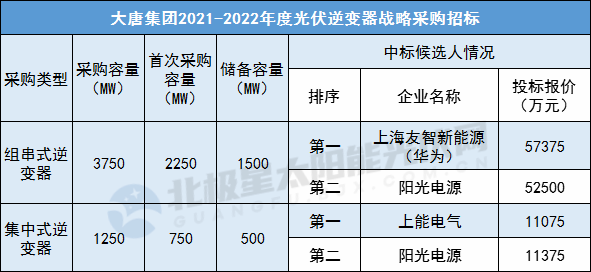 大唐集团2021-2022年度光伏逆变器战略采购招标
采购类型
采购容量
（MW）
首次采购
容量
（MW）
储备容量
（MW）
中标候选人情况
排序
企业名称
投标报价
（万元）
组串式逆
变器
3750
2250
1500
第一
上海友智新能源
（华为）
57375
第二
阳光电源
52500
集中式逆
变器
1250
750
500
第一
上能电气
11075
第二
阳光电源
11375
北极星太阳能光伏网